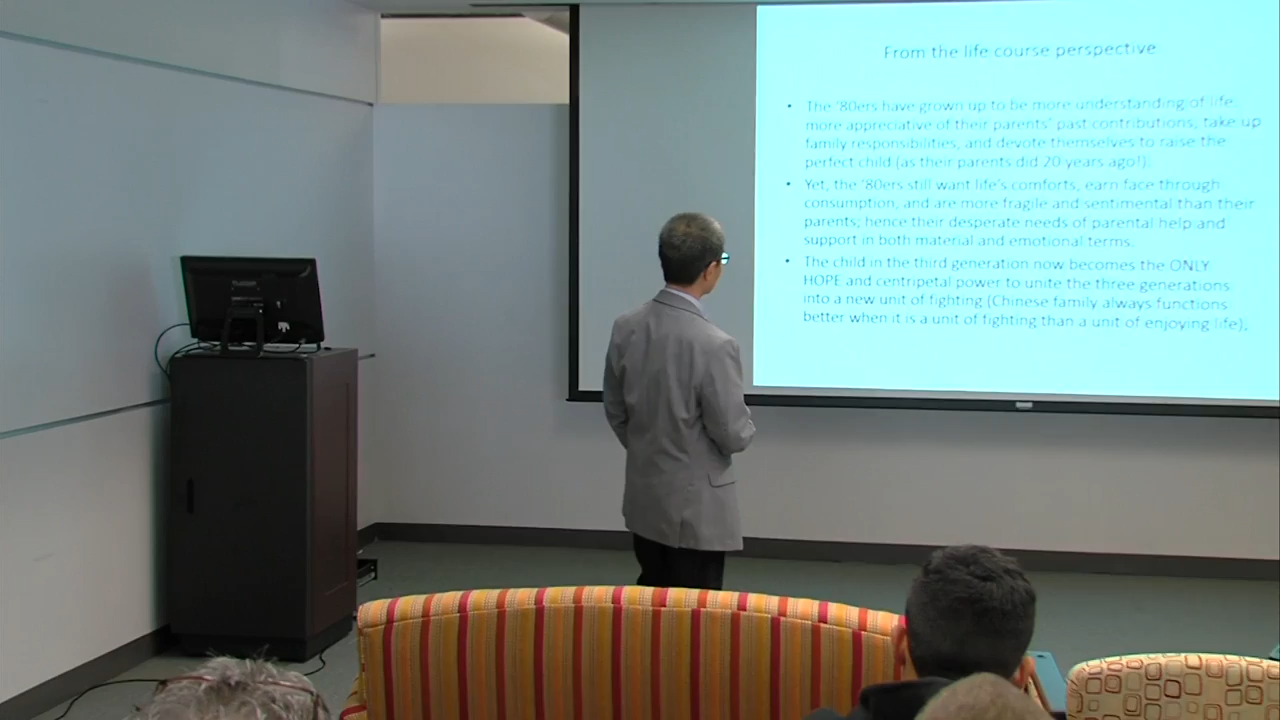 From the life course perspective
• The '80ers have grown up to be more understanding of life,
more appreciative of their parents' past contributions, take up
family responsibilities, and devote themselves to raise the
perfect child (as their parents did 20 years ago!);
• Yet, the '80ers still want life's comforts, earn face through
consumption, and are more fragile and sentimental than their
parents; hence their desperate needs of parental help and
support in both material and emotional terms.
• The child in the third generation now becomes the ONLY
HOPE and centripetal power to unite the three generations
into a new unit of fighting (Chinese family always functions
better when it is a unit of fighting than a unit of enjoying life),